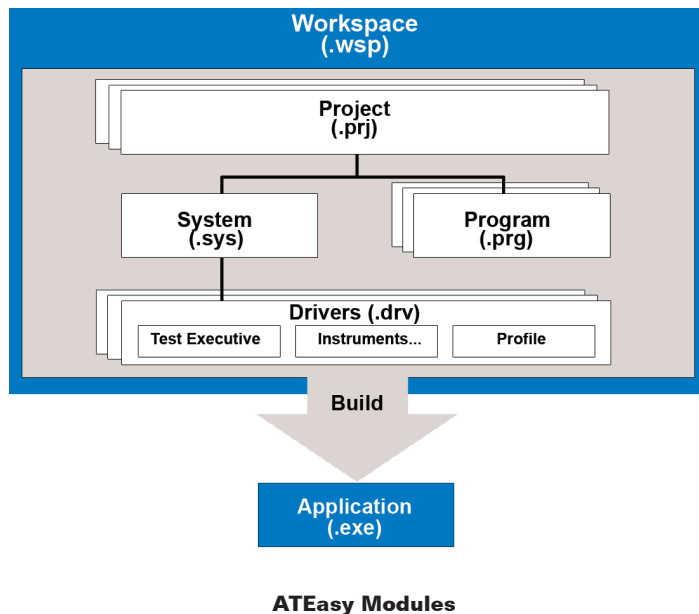 Workspace
(.wsp)
Project
(.prj)
System
(.sys)
Program
(.prg)
Drivers (.drv)
Test Executive
Instruments...
Profile
Build
Application
(.exe)
ATEasy Modules